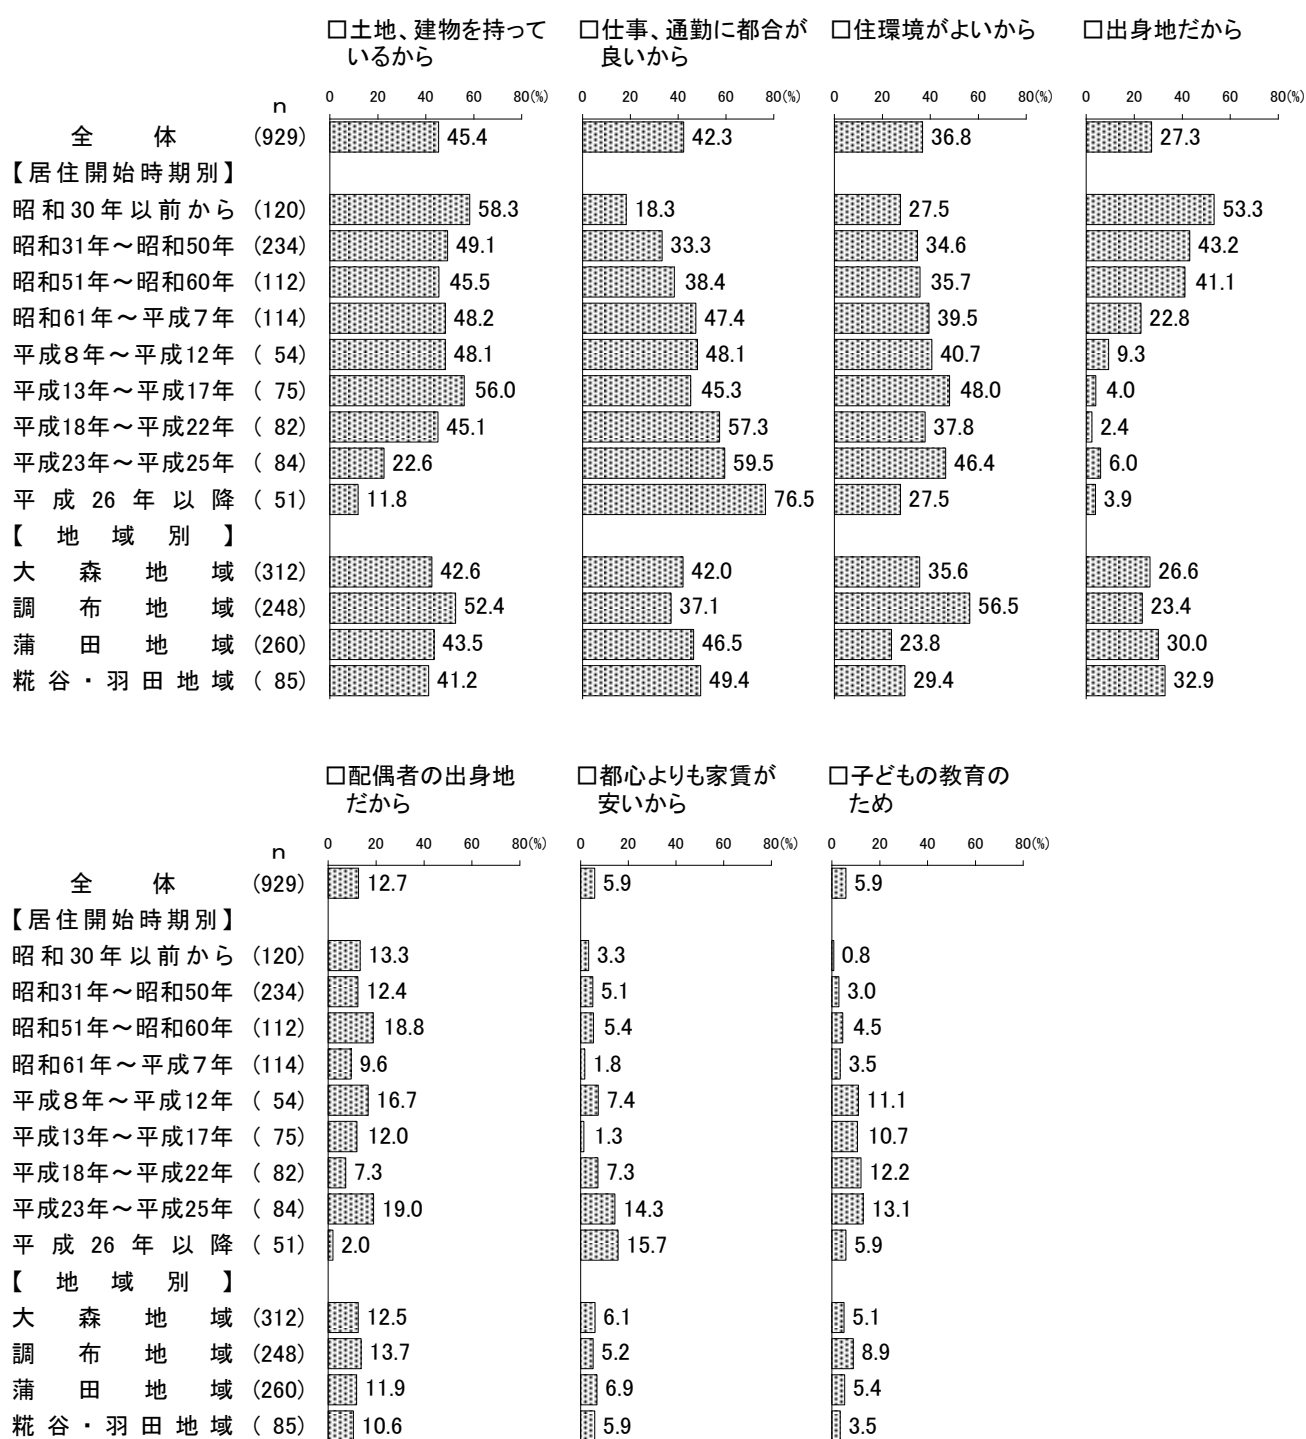 □土地、建物を持って □仕事、通勤に都合が □住環境がよいから □出身地だから
いるから 良いから
n 0 20 40 60 80(%) 0 20 40 60 80(%) 0 20 40 60 80(%) 0 20 40 60 80(%)
全体 (929) 45.4 42.3 36.8 27.3
【居住開始時期別】
昭和30年以前から (120) 58.3 18.3 27.5 53.3
昭和31年～昭和50年 (234) 49.1 33.3 34.6 43.2
昭和51年～昭和60年 (112) 45.5 38.4 35.7 41.1
昭和61年～平成7年 (114) 48.2 47.4 39.5 22.8
平成8年～平成12年 ( 54) 48.1 48.1 40.7 9.3
平成13年～平成17年 ( 75) 56.0 45.3 48.0 4.0
平成18年～平成22年 ( 82) 45.1 57.3 37.8 2.4
平成23年～平成25年 ( 84) 22.6 59.5 46.4 6.0
平成26年以降 ( 51) 11.8 76.5 27.5 3.9
【地域別】
大森地域 (312) 42.6 42.0 35.6 26.6
調布地域 (248) 52.4 37.1 56.5 23.4
蒲田地域 (260) 43.5 46.5 23.8 30.0
糀谷・羽田地域 ( 85) 41.2 49.4 29.4 32.9
□配偶者の出身地 □都心よりも家賃が □子どもの教育の
だから 安いから ため
n 0 20 40 60 80(%) 0 20 40 60 80(%) 0 20 40 60 80(%)
全体 (929) 12.7 5.9 5.9
【居住開始時期別】
昭和30年以前から (120) 13.3 3.3 0.8
昭和31年～昭和50年 (234) 12.4 5.1 3.0
昭和51年～昭和60年 (112) 18.8 5.4 4.5
昭和61年～平成7年 (114) 9.6 1.8 3.5
平成8年～平成12年 ( 54) 16.7 7.4 11.1
平成13年～平成17年 ( 75) 12.0 1.3 10.7
平成18年～平成22年 ( 82) 7.3 7.3 12.2
平成23年～平成25年 ( 84) 19.0 14.3 13.1
平成26年以降 ( 51) 2.0 15.7 5.9
【地域別】
大森地域 (312) 12.5 6.1 5.1
調布地域 (248) 13.7 5.2 8.9
蒲田地域 (260) 11.9 6.9 5.4
糀谷・羽田地域 ( 85) 10.6 5.9 3.5